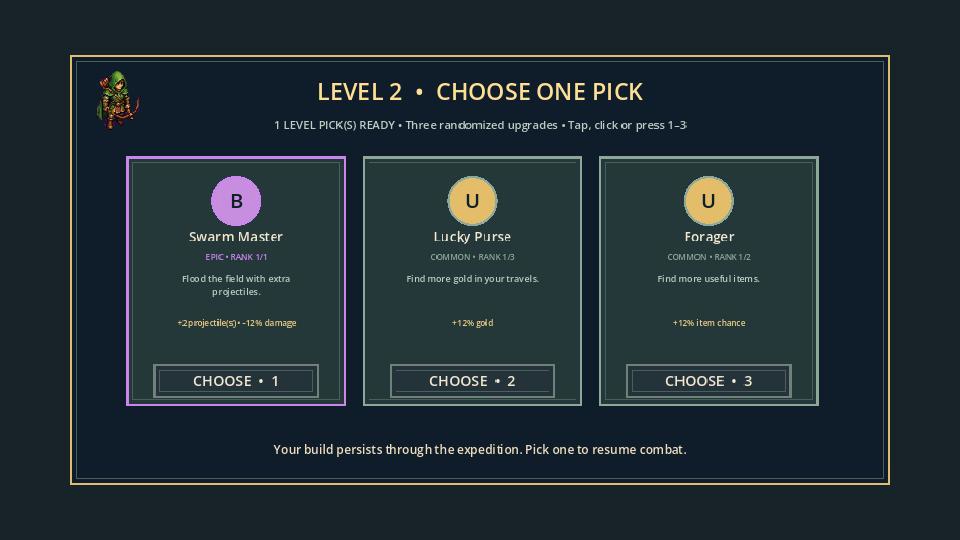 LEVEL 2 • CHOOSE ONE PICK
1 LEVEL PICK(S) READY • Three randomized upgrades • Tap, click or press 1–3
B
Swarm Master
EPIC • RANK 1/1
Flood the field with extra
projectiles.
+2 projectile(s) • -12% damage
CHOOSE • 1
U
Lucky Purse
COMMON • RANK 1/3
Find more gold in your travels.
+12% gold
CHOOSE • 2
U
Forager
COMMON • RANK 1/2
Find more useful items.
+12% item chance
CHOOSE • 3
Your build persists through the expedition. Pick one to resume combat.